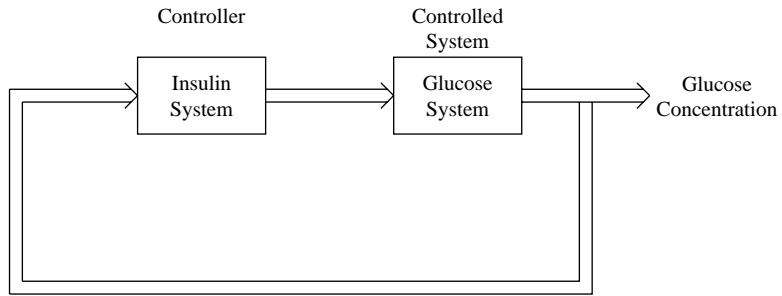 Controller
Controlled
System
Insulin
System
Glucose
System
Glucose
Concentration